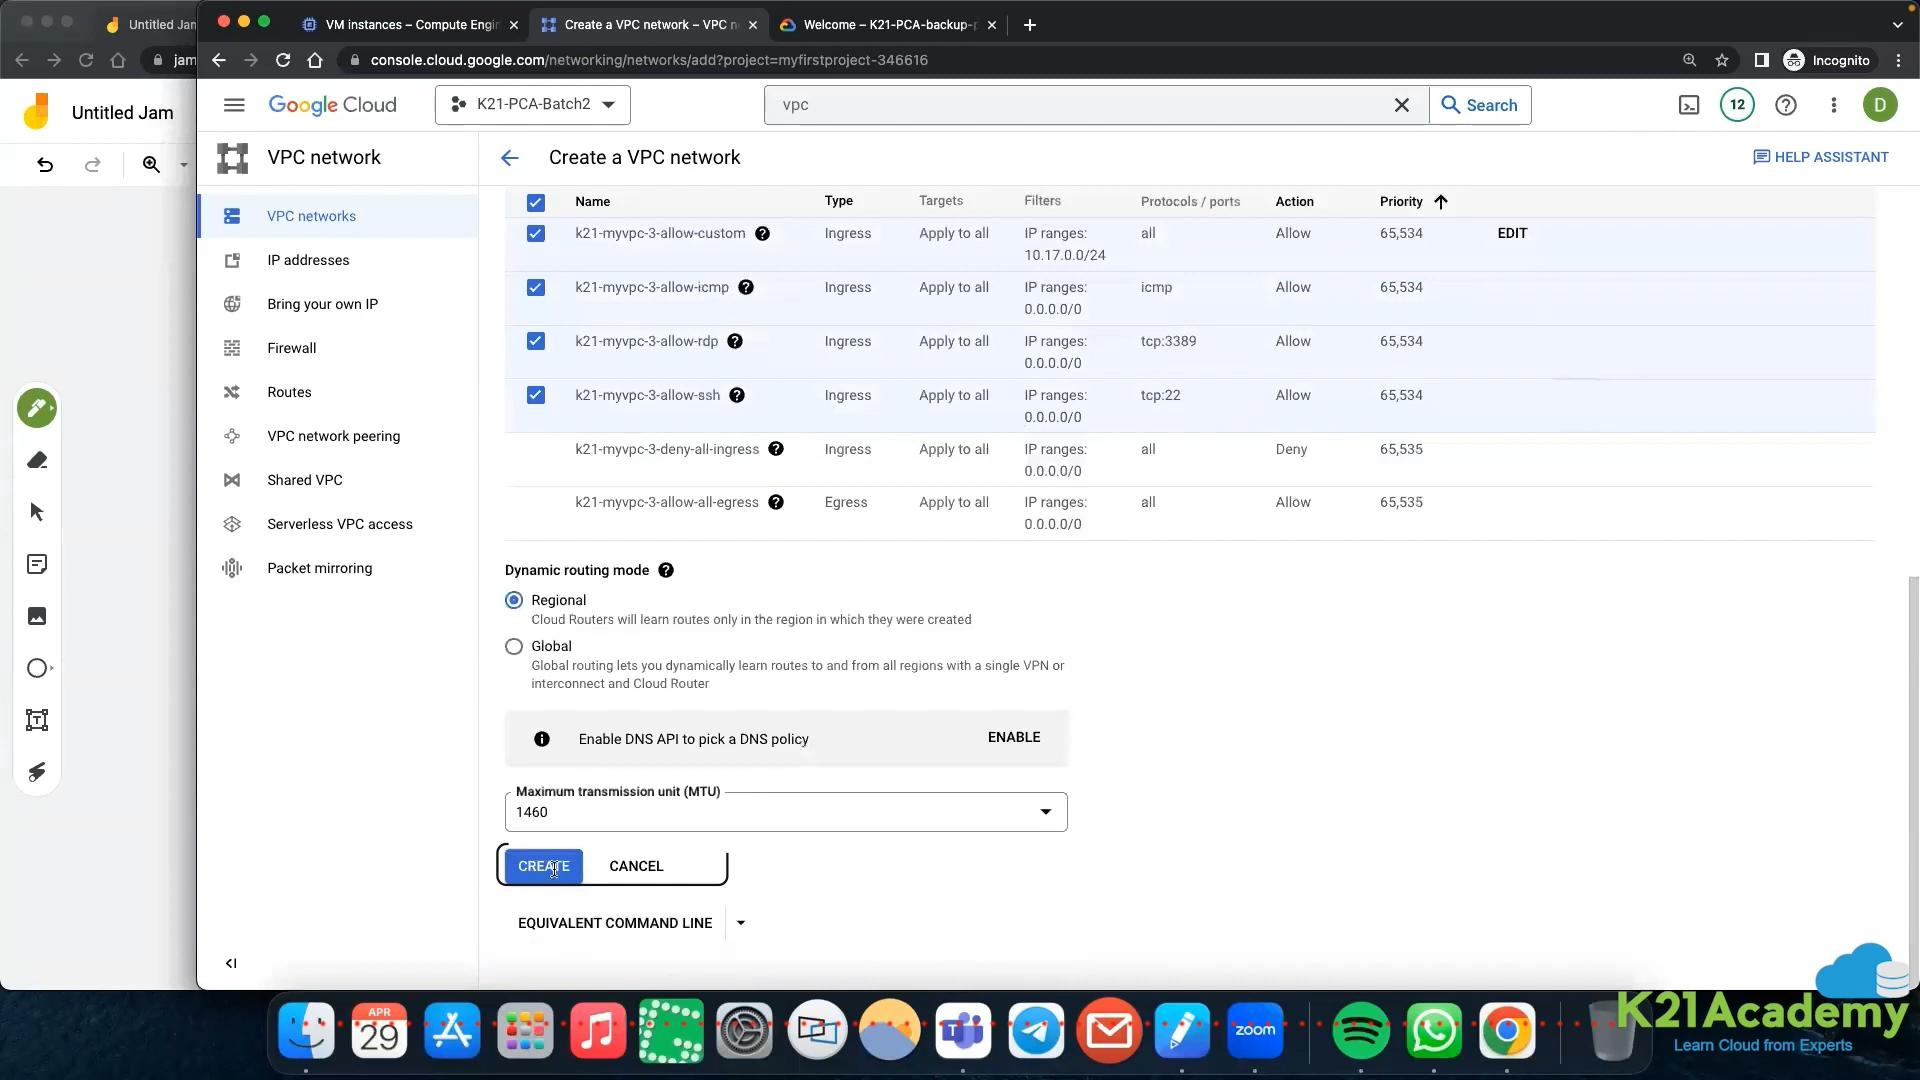 Untitled Jam
VM instances – Compute Engin
Create a VPC network – VPC n
Welcome – K21-PCA-backup-p
jam
console.cloud.google.com/networking/networks/add?project=myfirstproject-346616
Incognito
Untitled Jam
Google Cloud
K21-PCA-Batch2
vpc
Search
12
D
VPC network
Create a VPC network
HELP ASSISTANT
VPC networks
IP addresses
Bring your own IP
Firewall
Routes
VPC network peering
Shared VPC
Serverless VPC access
Packet mirroring
Name Type Targets Filters Protocols / ports Action Priority
k21-myvpc-3-allow-custom Ingress Apply to all IP ranges: all Allow 65,534 EDIT
10.17.0.0/24
k21-myvpc-3-allow-icmp Ingress Apply to all IP ranges: icmp Allow 65,534
0.0.0.0/0
k21-myvpc-3-allow-rdp Ingress Apply to all IP ranges: tcp:3389 Allow 65,534
0.0.0.0/0
k21-myvpc-3-allow-ssh Ingress Apply to all IP ranges: tcp:22 Allow 65,534
0.0.0.0/0
k21-myvpc-3-deny-all-ingress Ingress Apply to all IP ranges: all Deny 65,535
0.0.0.0/0
k21-myvpc-3-allow-all-egress Egress Apply to all IP ranges: all Allow 65,535
0.0.0.0/0
Dynamic routing mode
Regional
Cloud Routers will learn routes only in the region in which they were created
Global
Global routing lets you dynamically learn routes to and from all regions with a single VPN or
interconnect and Cloud Router
Enable DNS API to pick a DNS policy ENABLE
Maximum transmission unit (MTU)
1460
CREATE CANCEL
EQUIVALENT COMMAND LINE
APR
29
zoom
K21Academy
Learn Cloud from Experts